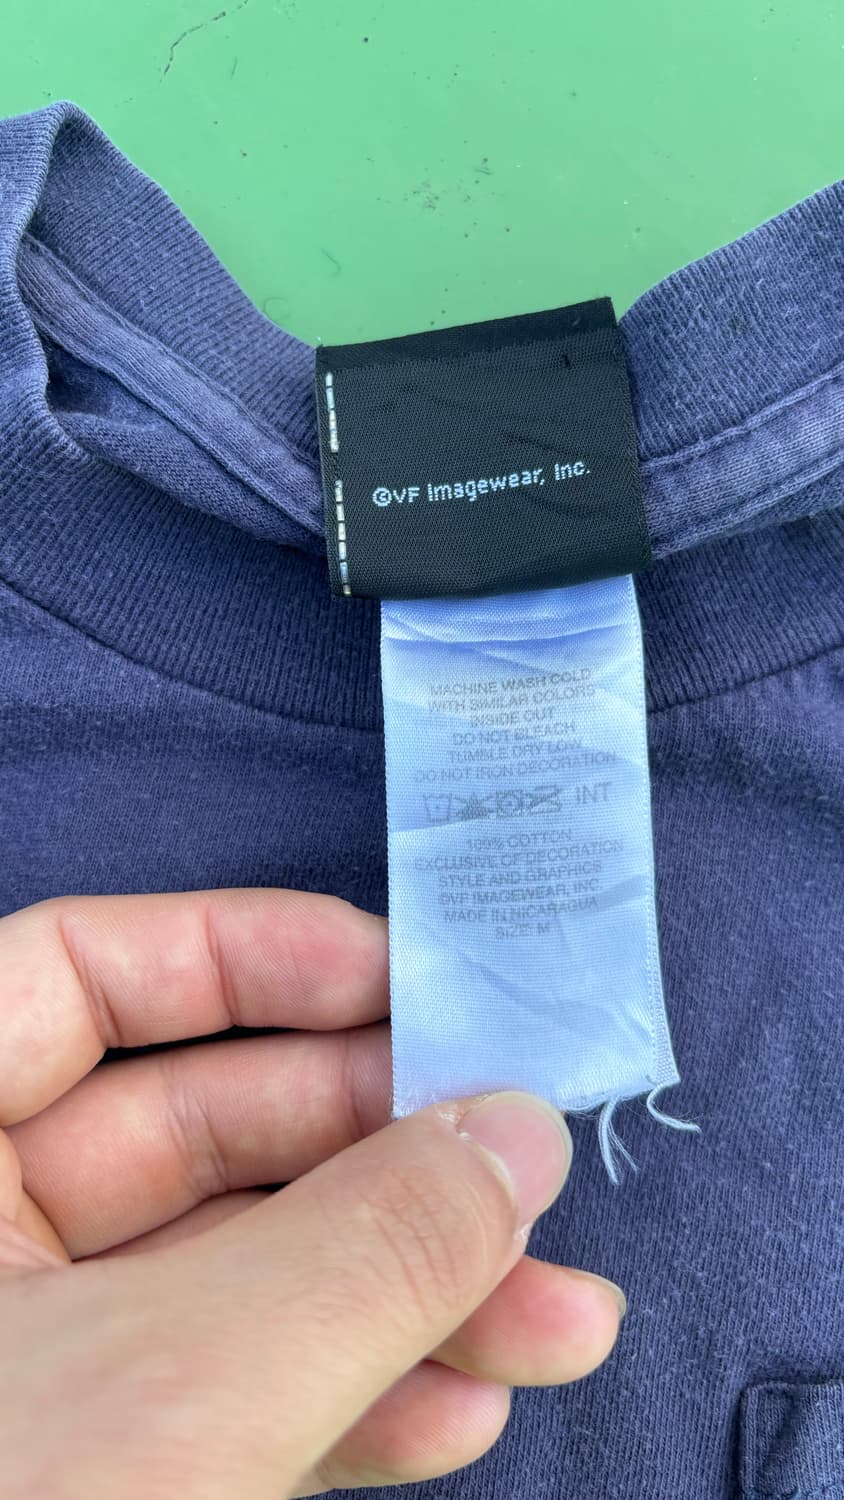 ©VF Imagewear, Inc.
MACHINE WASH COLD
WITH SIMILAR COLORS
INSIDE OUT
DO NOT BLEACH
TUMBLE DRY LOW
DO NOT IRON DECORATION
INT
100% COTTON
EXCLUSIVE OF DECORATION
STYLE AND GRAPHICS
©VF IMAGEWEAR, INC.
MADE IN NICARAGUA
SIZE: M